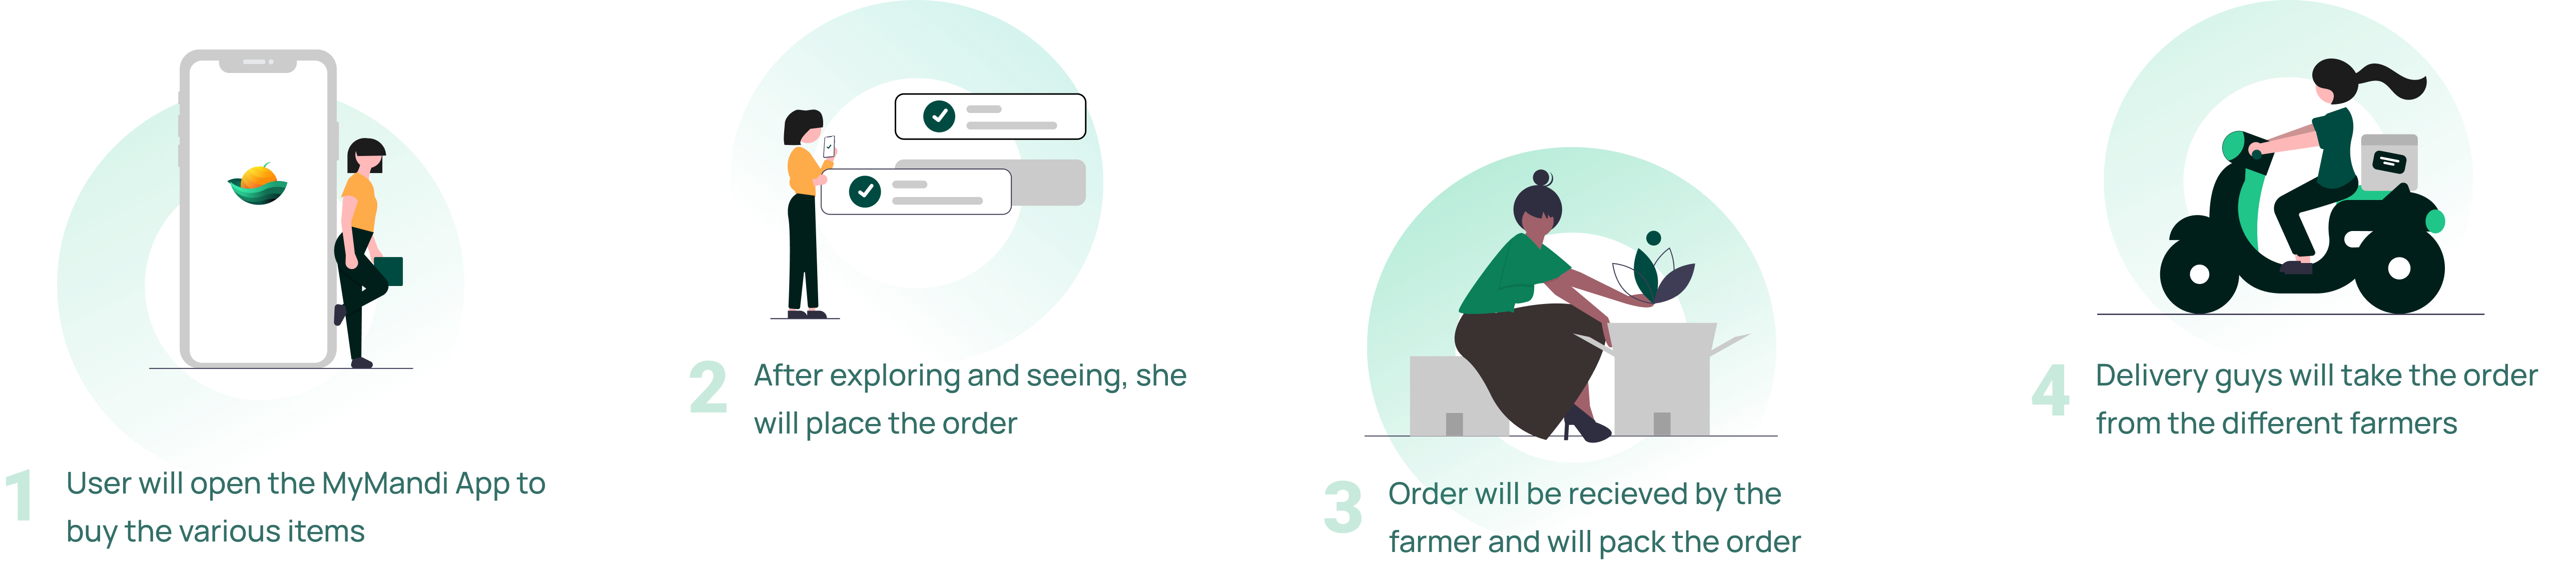 1
User will open the MyMandi App to
buy the various items
2
After exploring and seeing, she
will place the order
3
Order will be recieved by the
farmer and will pack the order
4
Delivery guys will take the order
from the different farmers